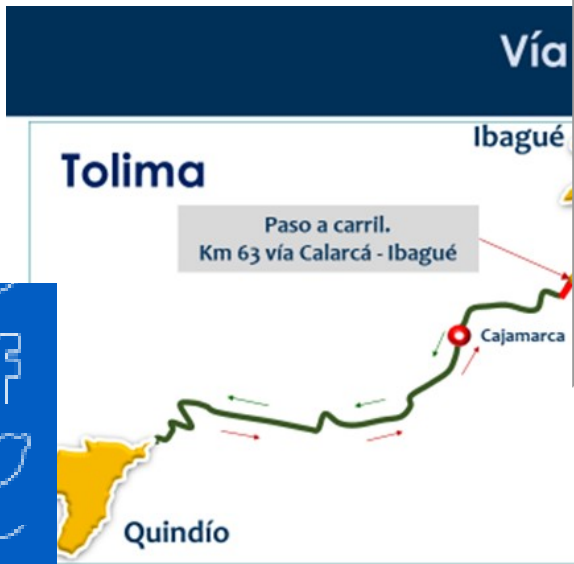 Vía
Ibagué
Tolima
Paso a carril.
Km 63 vía Calarcá - Ibagué
Cajamarca
Quindío